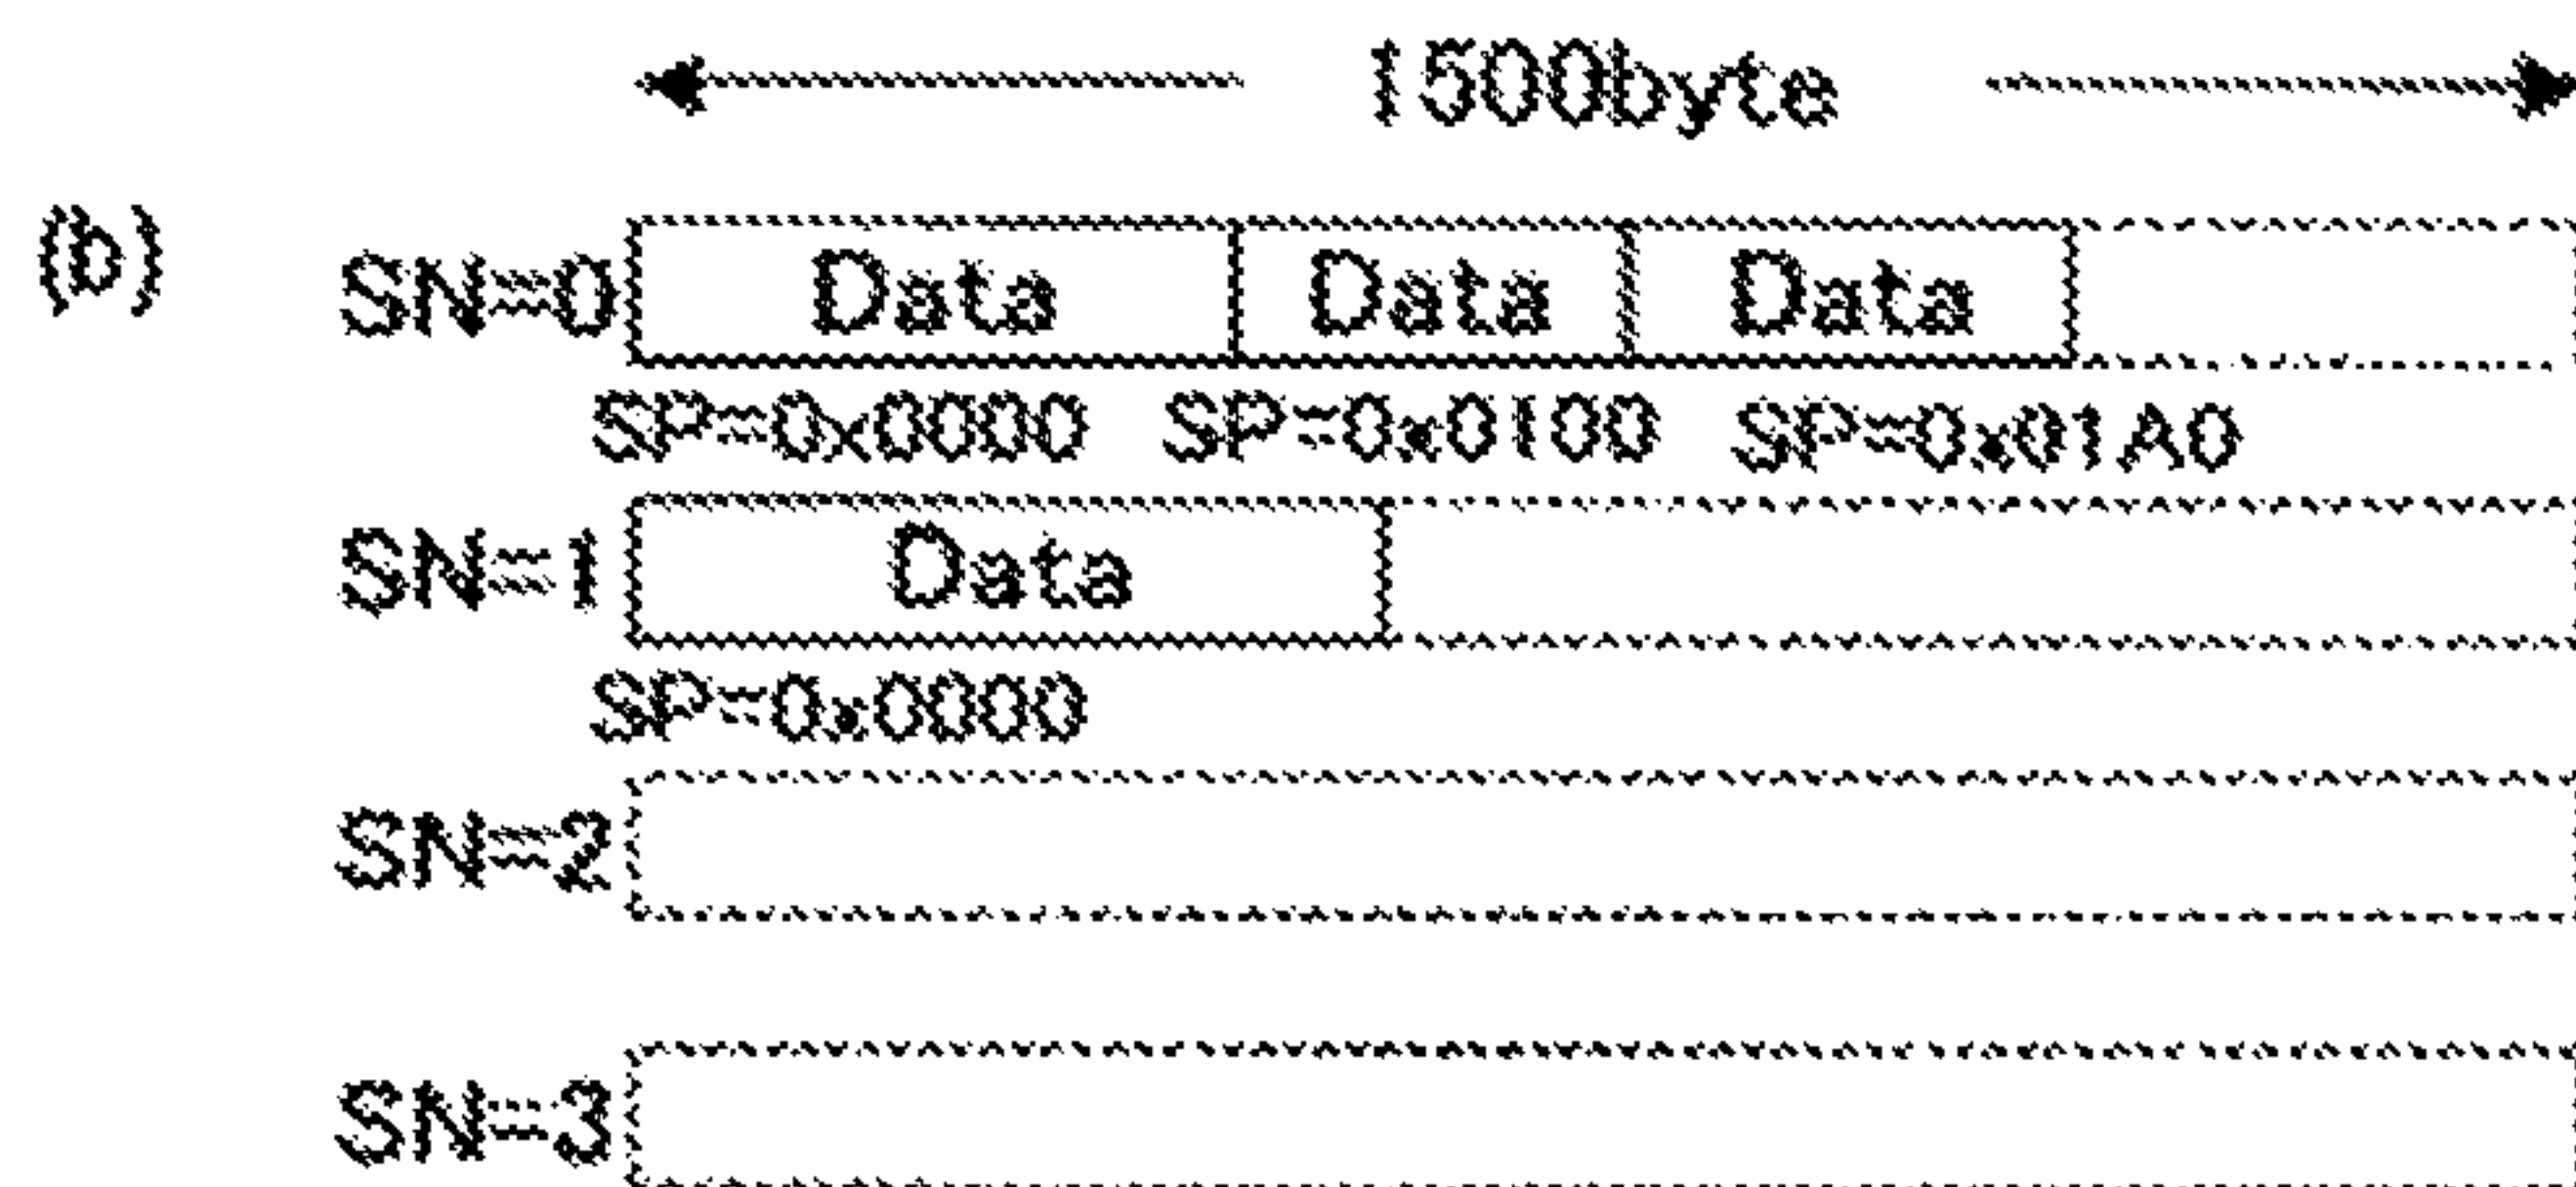 1500byte
(b)
SN=0 Data Data Data
SP=0x0000 SP=0x0100 SP=0x01A0
SN=1 Data
SP=0x0000
SN=2
SN=3